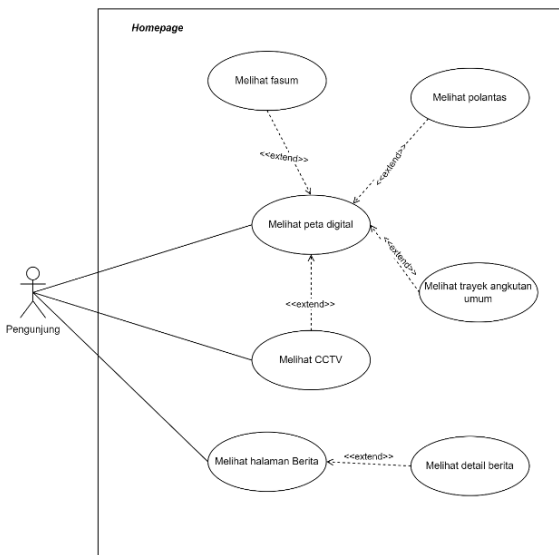 Homepage
Melihat fasum
Melihat polantas
<<extend>>
<<extend>>
Melihat peta digital
<<extend>>
Melihat trayek angkutan
umum
Pengunjung
<<extend>>
Melihat CCTV
Melihat halaman Berita
<<extend>>
Melihat detail berita